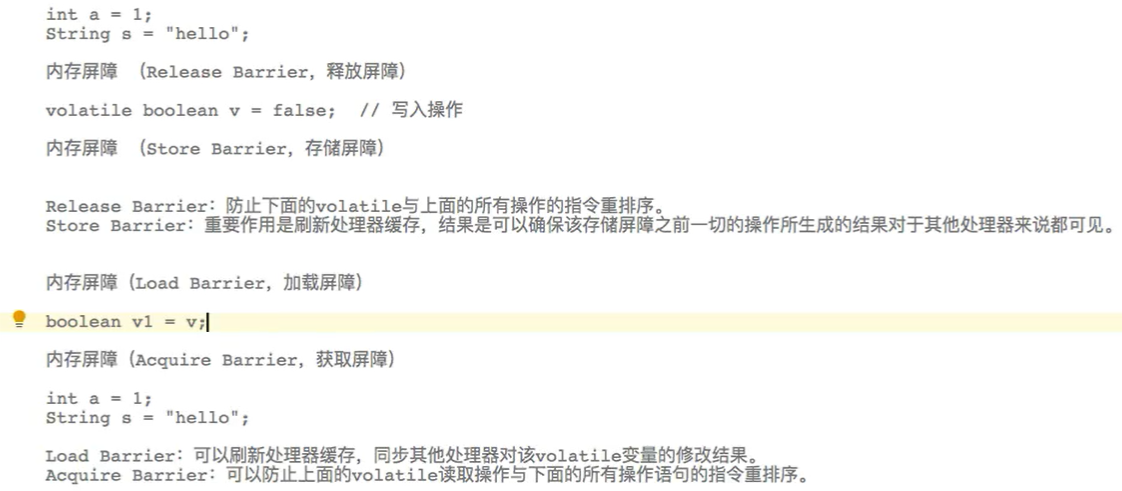 int a = 1;
String s = "hello";
内存屏障 （Release Barrier，释放屏障）
volatile boolean v = false;  // 写入操作
内存屏障 （Store Barrier，存储屏障）
Release Barrier：防止下面的volatile与上面的所有操作的指令重排序。
Store Barrier：重要作用是刷新处理器缓存，结果是可以确保该存储屏障之前一切的操作所生成的结果对于其他处理器来说都可见。
内存屏障（Load Barrier，加载屏障）
boolean v1 = v;
内存屏障（Acquire Barrier，获取屏障）
int a = 1;
String s = "hello";
Load Barrier：可以刷新处理器缓存，同步其他处理器对该volatile变量的修改结果。
Acquire Barrier：可以防止上面的volatile读取操作与下面的所有操作语句的指令重排序。